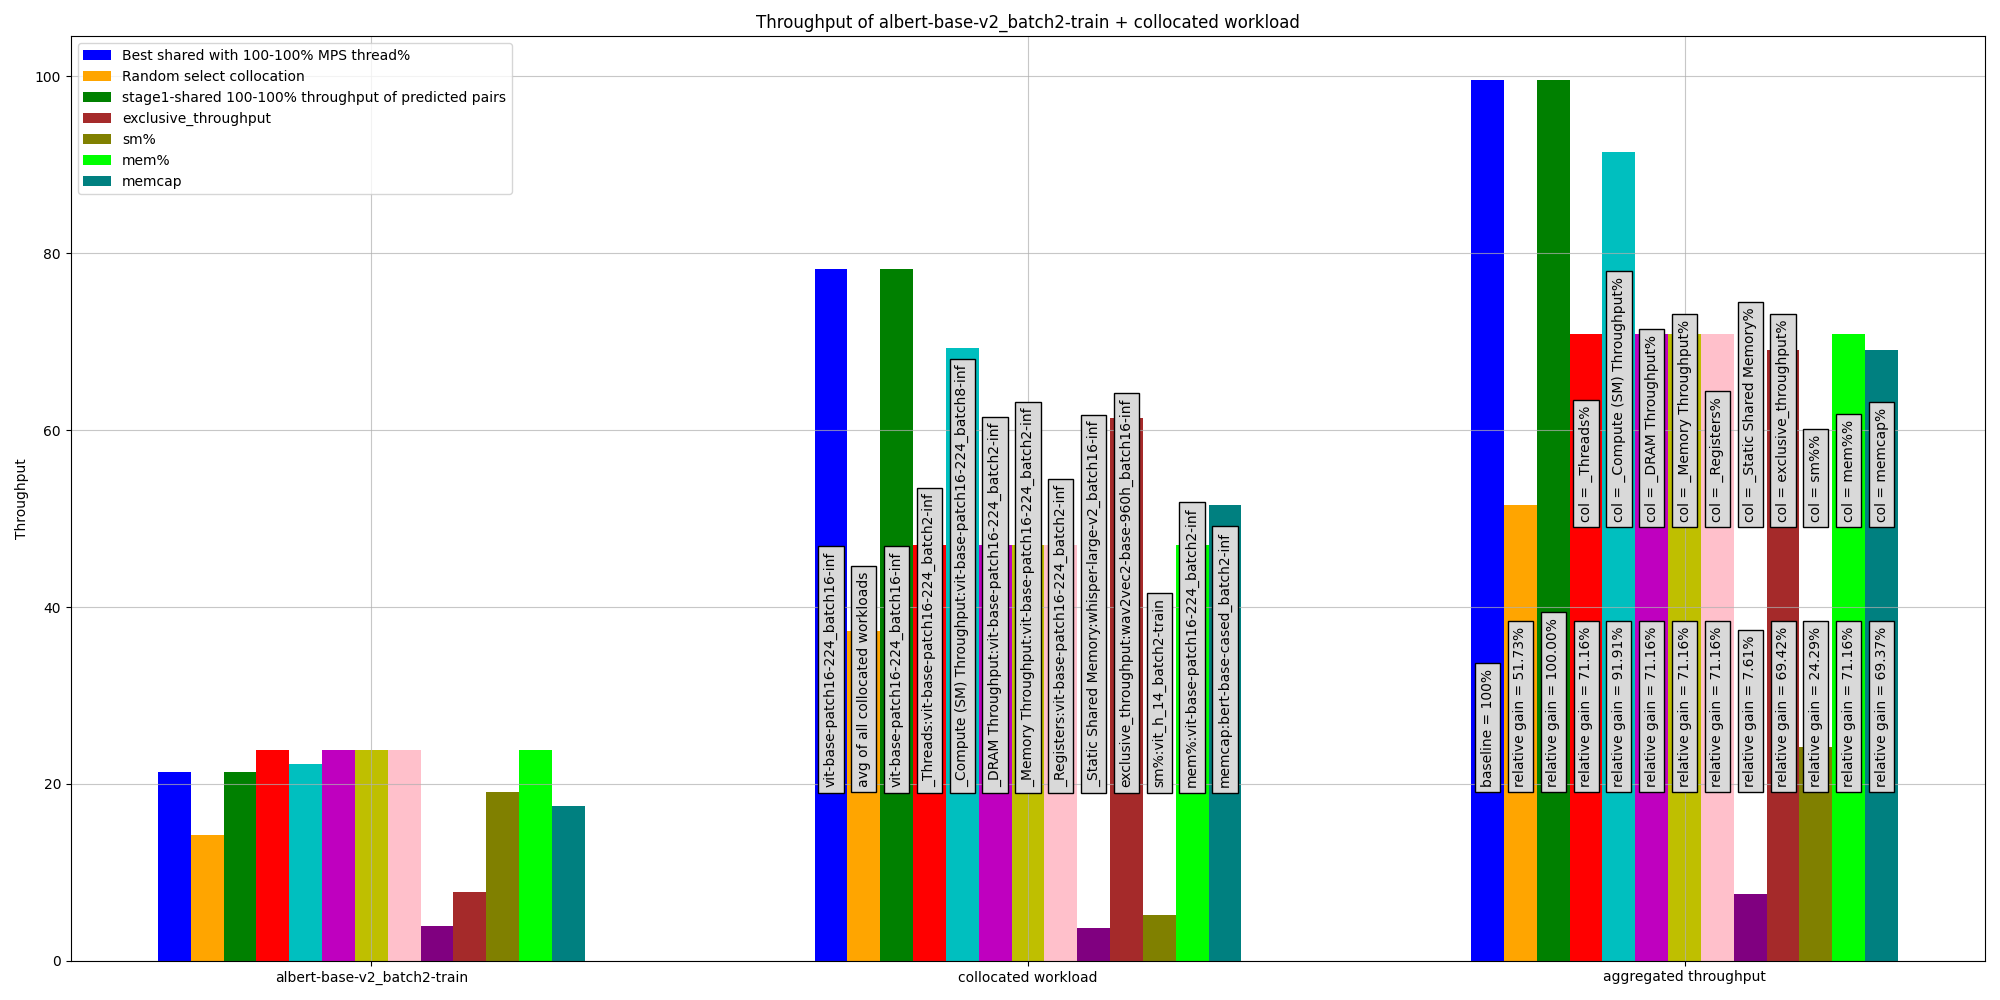 Throughput of albert-base-v2_batch2-train + collocated workload
Best shared with 100-100% MPS thread%
Random select collocation
stage1-shared 100-100% throughput of predicted pairs
exclusive_throughput
sm%
mem%
memcap
Throughput
100
80
60
40
20
0
vit-base-patch16-224_batch16-inf
avg of all collocated workloads
vit-base-patch16-224_batch16-inf
_Threads:vit-base-patch16-224_batch2-inf
_Compute (SM) Throughput:vit-base-patch16-224_batch8-inf
_DRAM Throughput:vit-base-patch16-224_batch2-inf
_Memory Throughput:vit-base-patch16-224_batch2-inf
_Registers:vit-base-patch16-224_batch2-inf
_Static Shared Memory:whisper-large-v2_batch16-inf
exclusive_throughput:wav2vec2-base-960h_batch16-inf
sm%:vit_h_14_batch2-train
mem%:vit-base-patch16-224_batch2-inf
memcap:bert-base-cased_batch2-inf
col = _Threads%
col = _Compute (SM) Throughput%
col = _DRAM Throughput%
col = _Memory Throughput%
col = _Registers%
col = _Static Shared Memory%
col = exclusive_throughput%
col = sm%%
col = mem%%
col = memcap%
baseline = 100%
relative gain = 51.73%
relative gain = 100.00%
relative gain = 71.16%
relative gain = 91.91%
relative gain = 71.16%
relative gain = 71.16%
relative gain = 71.16%
relative gain = 7.61%
relative gain = 69.42%
relative gain = 24.29%
relative gain = 71.16%
relative gain = 69.37%
albert-base-v2_batch2-train
collocated workload
aggregated throughput